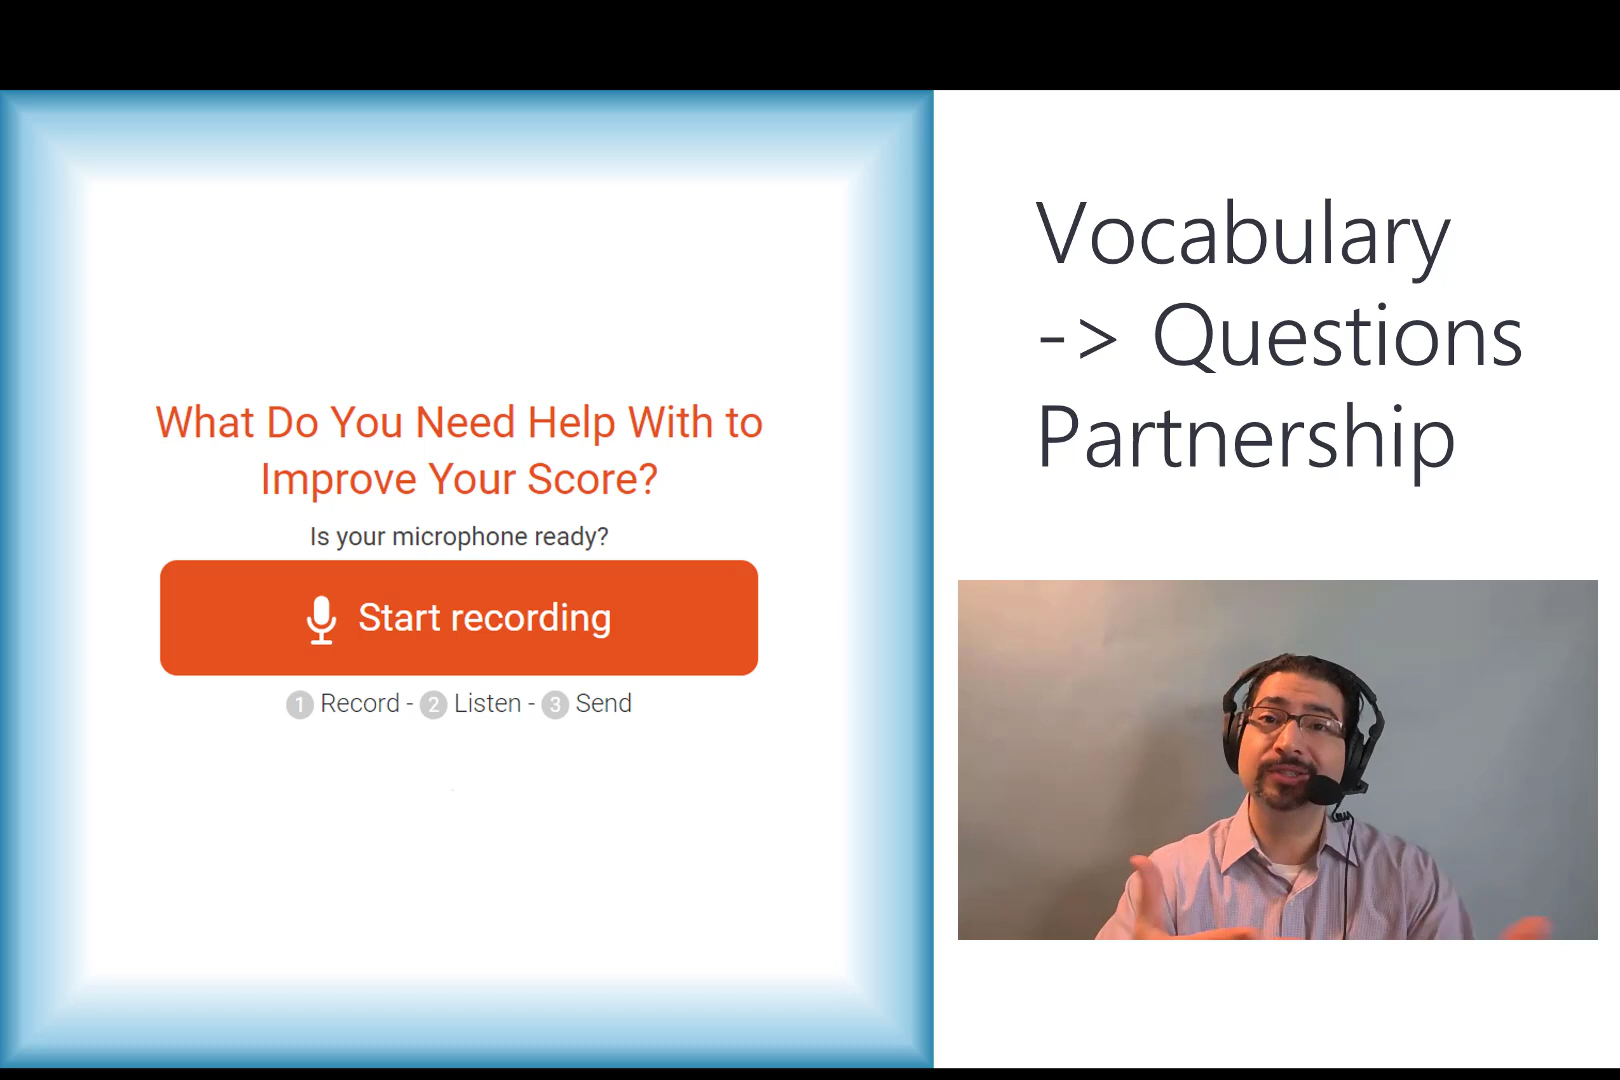 What Do You Need Help With to
Improve Your Score?
Is your microphone ready?
Start recording
1 Record - 2 Listen - 3 Send
Vocabulary
-> Questions
Partnership